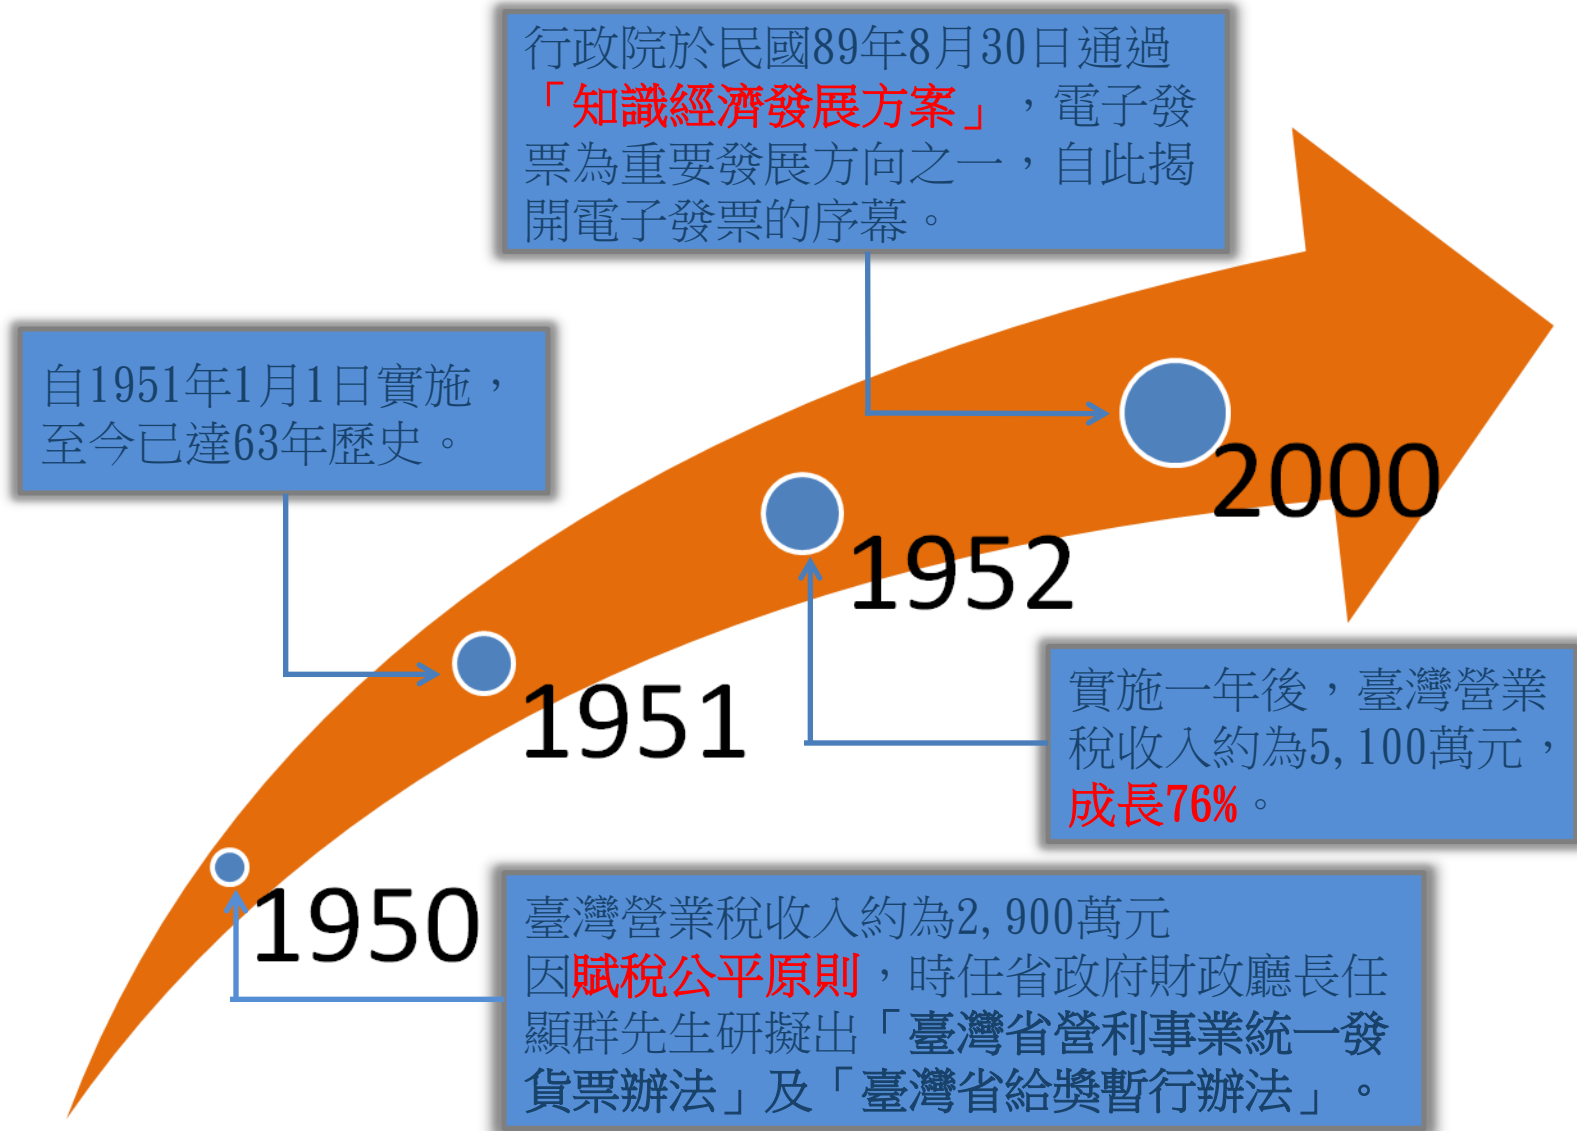 行政院於民國89年8月30日通過
「知識經濟發展方案」，電子發
票為重要發展方向之一，自此揭
開電子發票的序幕。
自1951年1月1日實施，
至今已達63年歷史。
2000
1952
1951
實施一年後，臺灣營業
稅收入約為5,100萬元，
成長76%。
1950
臺灣營業稅收入約為2,900萬元
因賦稅公平原則，時任省政府財政廳長任
顯群先生研擬出「臺灣省營利事業統一發
貨票辦法」及「臺灣省給獎暫行辦法」。